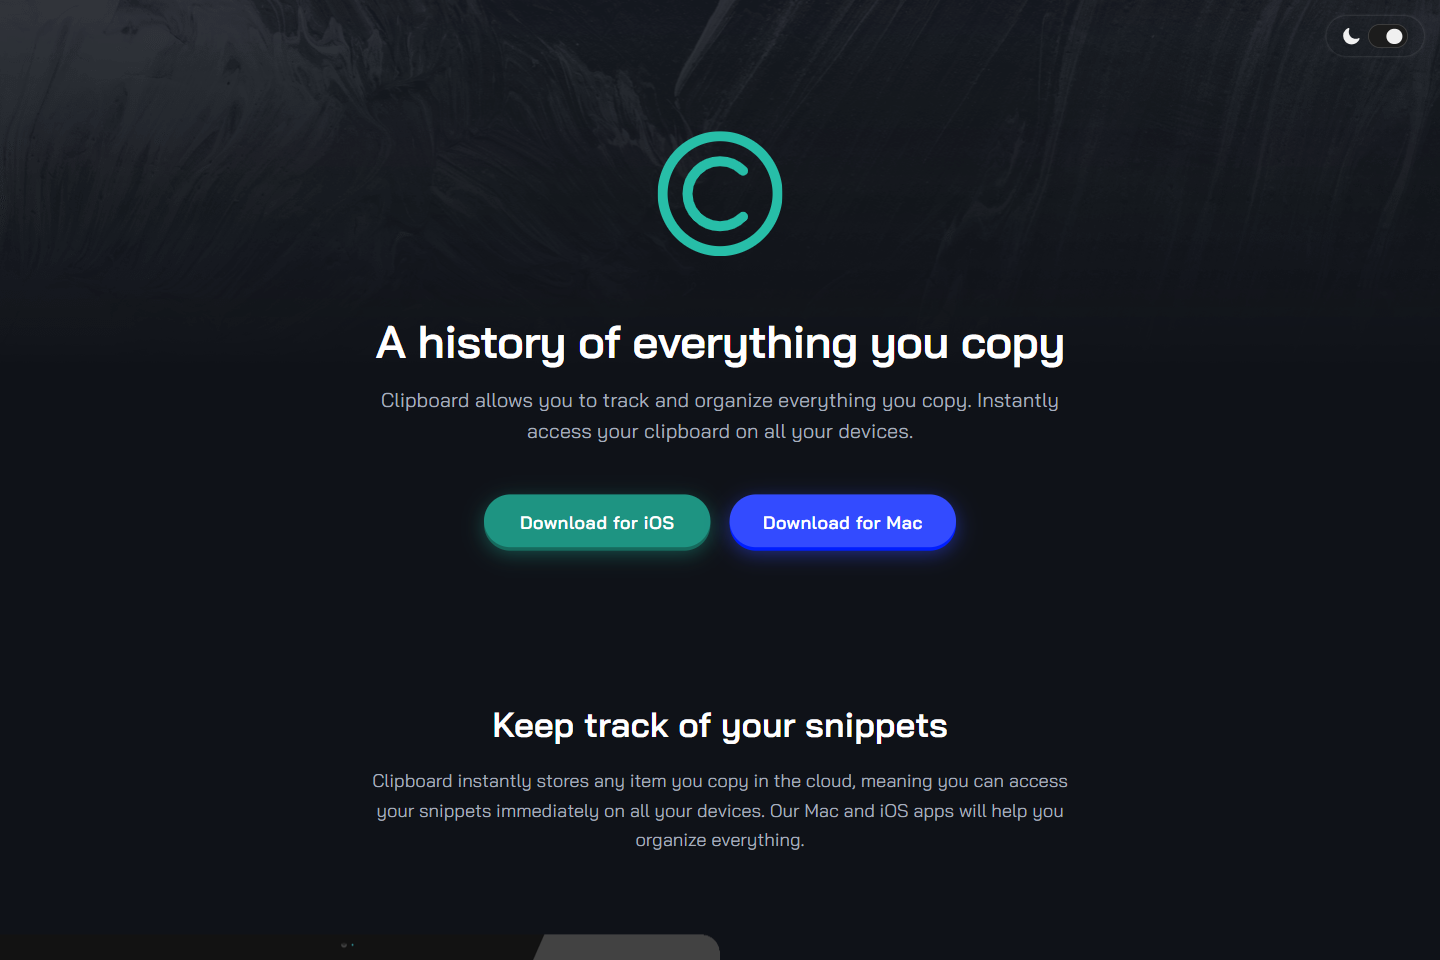 A history of everything you copy
Clipboard allows you to track and organize everything you copy. Instantly
access your clipboard on all your devices.
Download for iOS
Download for Mac
Keep track of your snippets
Clipboard instantly stores any item you copy in the cloud, meaning you can access
your snippets immediately on all your devices. Our Mac and iOS apps will help you
organize everything.